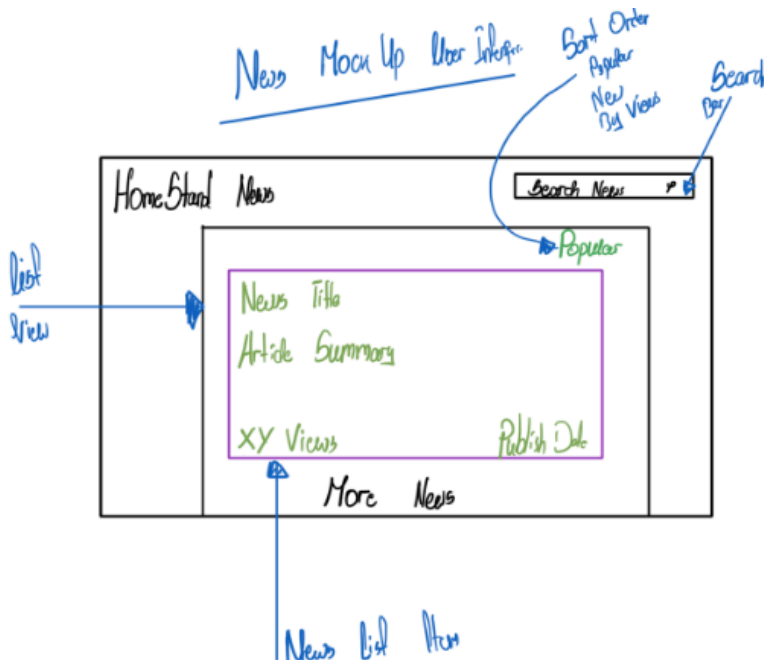 News Mock Up User Interfrr.
Sort Order
Popular
New
By Views
Search
Bar
HomeStand News
Search News
Popular
List
View
News Title
Article Summary
XY Views
Publish Date
More News
News List Item